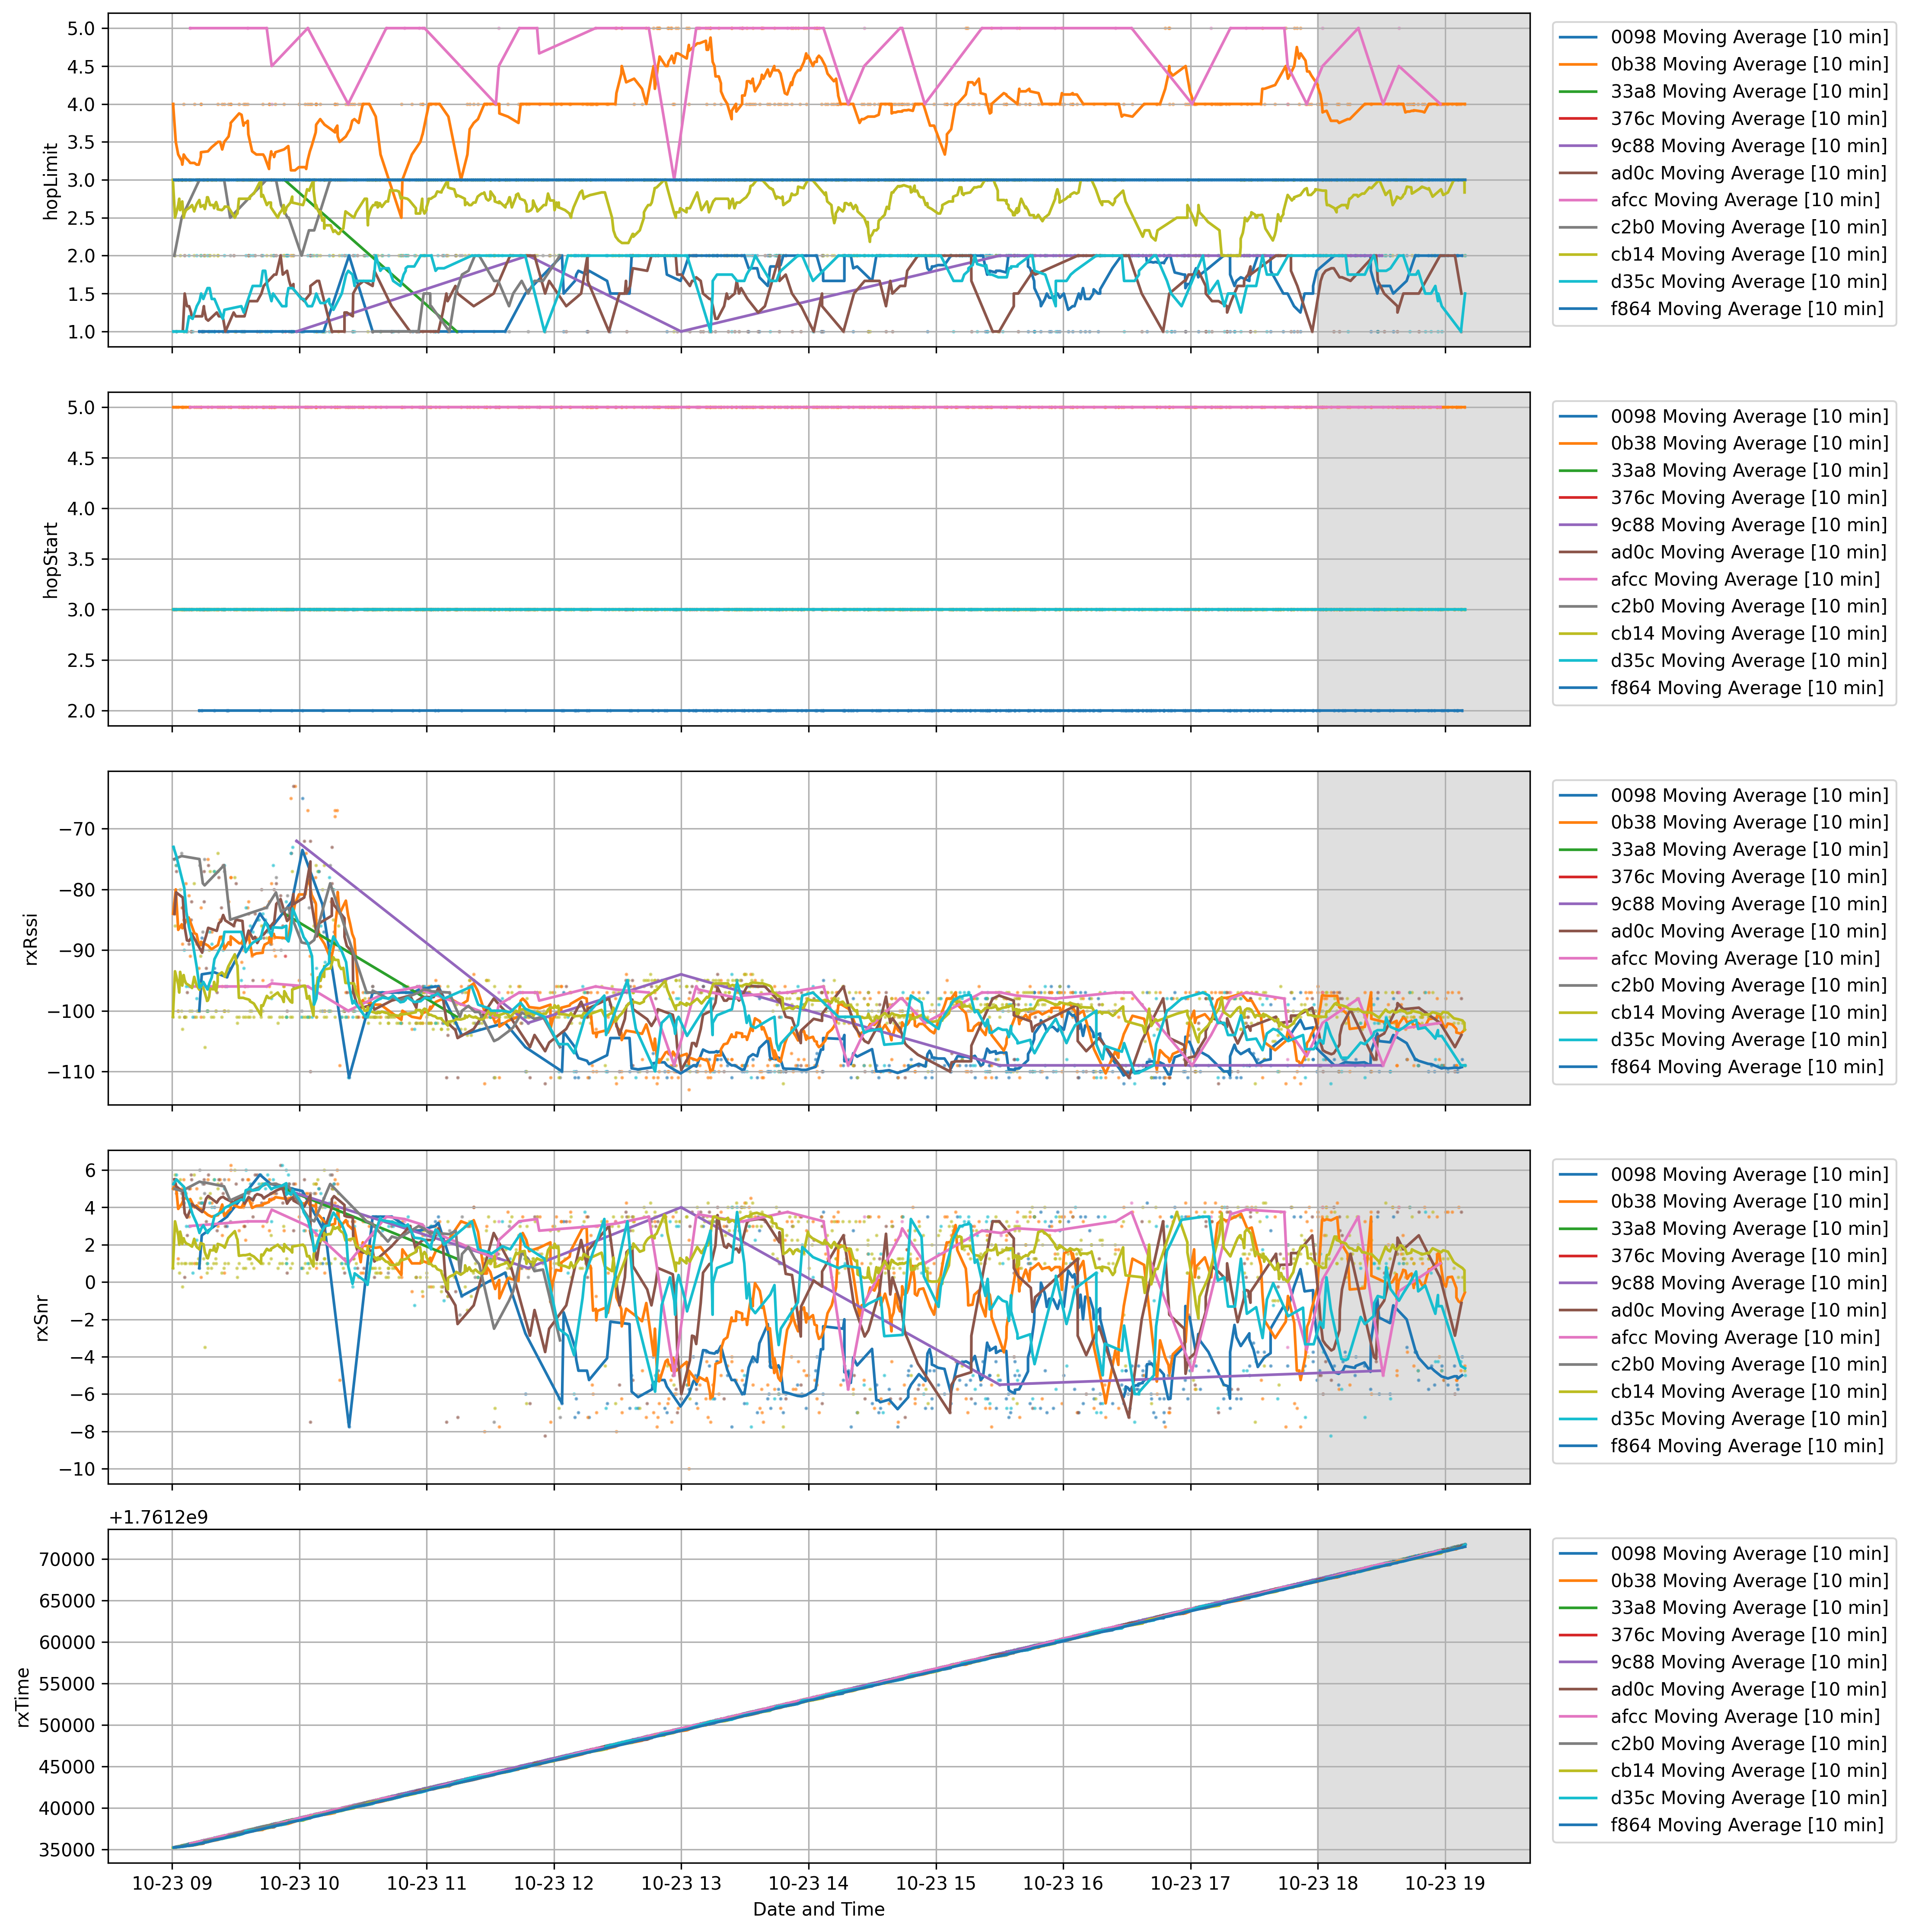 5.0
4.5
4.0
3.5
3.0
2.5
2.0
1.5
1.0
hopLimit
0098 Moving Average [10 min]
0b38 Moving Average [10 min]
33a8 Moving Average [10 min]
376c Moving Average [10 min]
9c88 Moving Average [10 min]
ad0c Moving Average [10 min]
afcc Moving Average [10 min]
c2b0 Moving Average [10 min]
cb14 Moving Average [10 min]
d35c Moving Average [10 min]
f864 Moving Average [10 min]
5.0
4.5
4.0
3.5
3.0
2.5
2.0
hopStart
0098 Moving Average [10 min]
0b38 Moving Average [10 min]
33a8 Moving Average [10 min]
376c Moving Average [10 min]
9c88 Moving Average [10 min]
ad0c Moving Average [10 min]
afcc Moving Average [10 min]
c2b0 Moving Average [10 min]
cb14 Moving Average [10 min]
d35c Moving Average [10 min]
f864 Moving Average [10 min]
−70
−80
−90
−100
−110
rxRssi
0098 Moving Average [10 min]
0b38 Moving Average [10 min]
33a8 Moving Average [10 min]
376c Moving Average [10 min]
9c88 Moving Average [10 min]
ad0c Moving Average [10 min]
afcc Moving Average [10 min]
c2b0 Moving Average [10 min]
cb14 Moving Average [10 min]
d35c Moving Average [10 min]
f864 Moving Average [10 min]
6
4
2
0
−2
−4
−6
−8
−10
rxSnr
0098 Moving Average [10 min]
0b38 Moving Average [10 min]
33a8 Moving Average [10 min]
376c Moving Average [10 min]
9c88 Moving Average [10 min]
ad0c Moving Average [10 min]
afcc Moving Average [10 min]
c2b0 Moving Average [10 min]
cb14 Moving Average [10 min]
d35c Moving Average [10 min]
f864 Moving Average [10 min]
+1.7612e9
70000
65000
60000
55000
50000
45000
40000
35000
rxTime
0098 Moving Average [10 min]
0b38 Moving Average [10 min]
33a8 Moving Average [10 min]
376c Moving Average [10 min]
9c88 Moving Average [10 min]
ad0c Moving Average [10 min]
afcc Moving Average [10 min]
c2b0 Moving Average [10 min]
cb14 Moving Average [10 min]
d35c Moving Average [10 min]
f864 Moving Average [10 min]
10-23 09 10-23 10 10-23 11 10-23 12 10-23 13 10-23 14 10-23 15 10-23 16 10-23 17 10-23 18 10-23 19
Date and Time